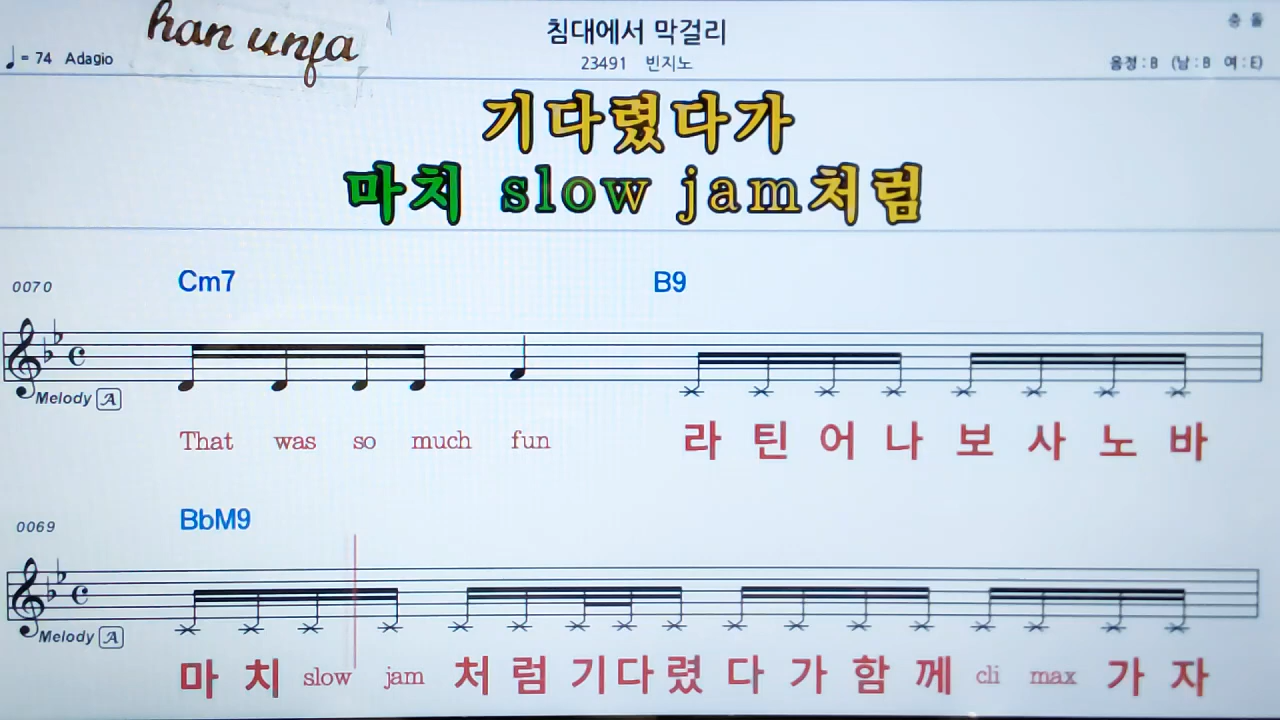 han unja
침대에서 막걸리
충 돌
♩= 74 Adagio
23491 빈지노
음정 : B (남 : B 여 : E)
기다렸다가
마치 slow jam처럼
0070
Cm7 B9
Melody A
That was so much fun 라 틴 어 나 보 사 노 바
0069
BbM9
Melody A
마 치 slow jam 처 럼 기 다 렸 다 가 함 께 cli max 가 자